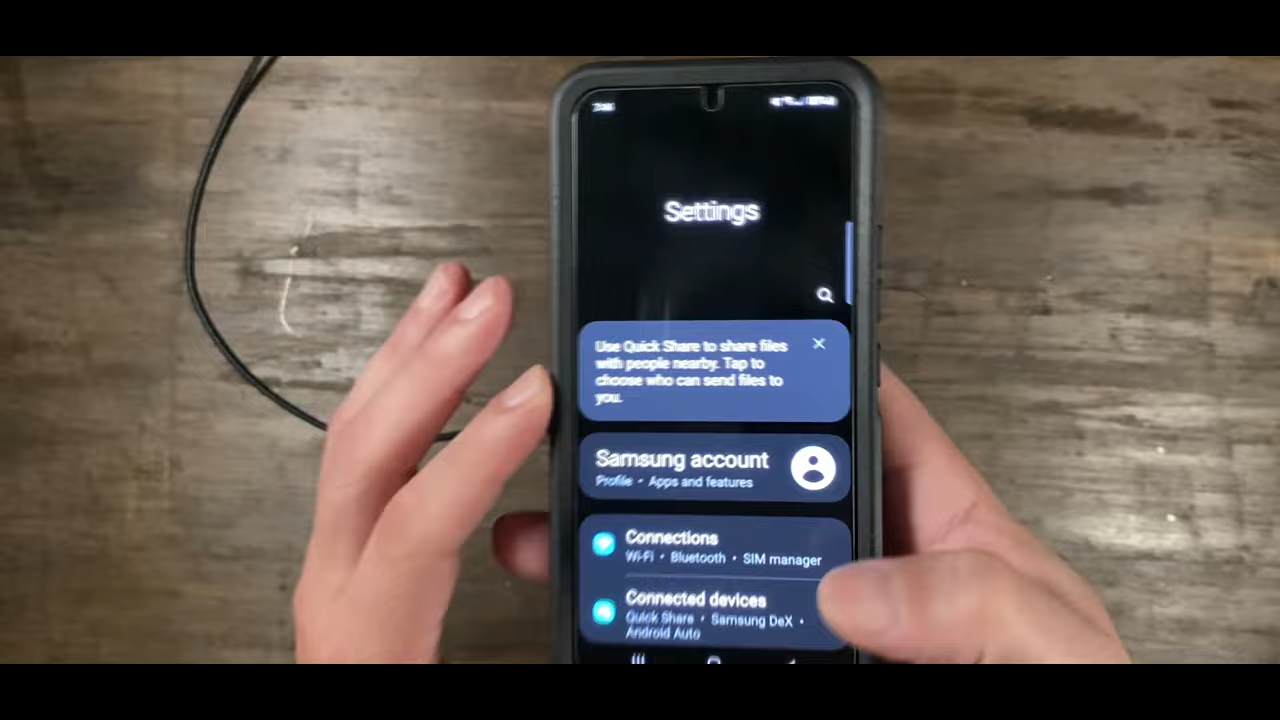 Settings
Use Quick Share to share files
with people nearby. Tap to
choose who can send files to
you.
Samsung account
Profile • Apps and features
Connections
Wi-Fi • Bluetooth • SIM manager
Connected devices
Quick Share • Samsung DeX •
Android Auto